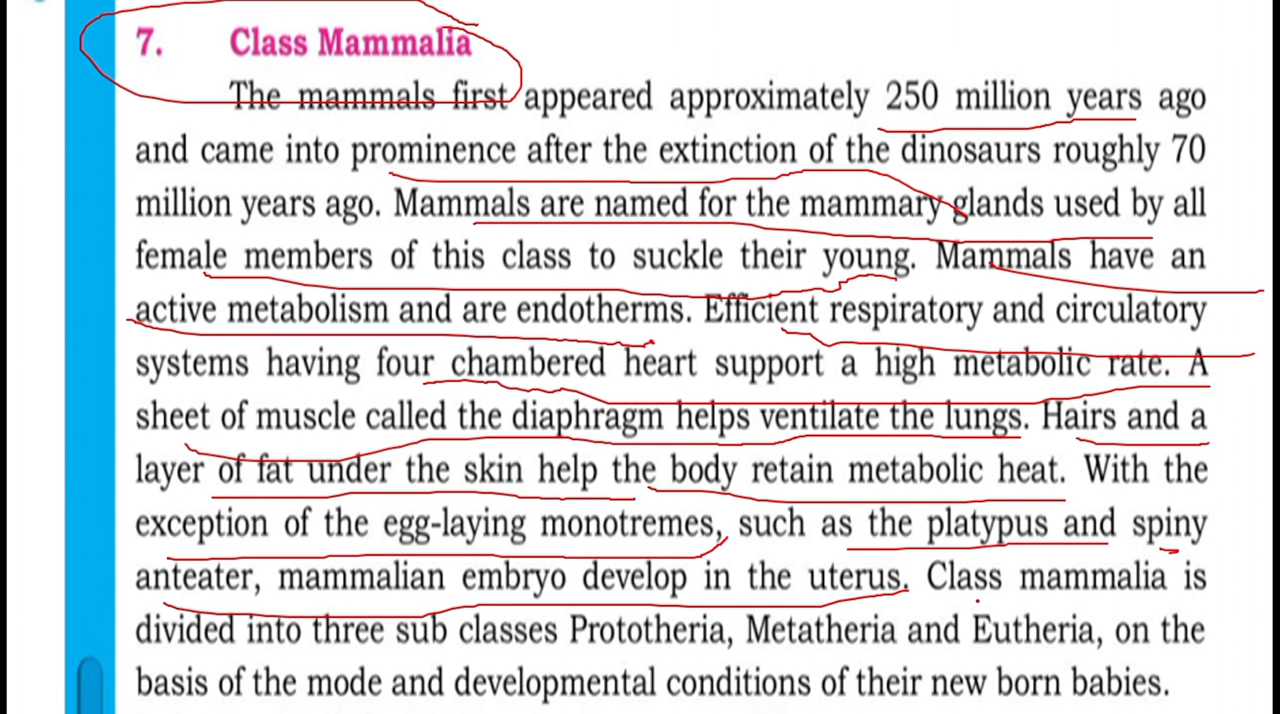 7. Class Mammalia
The mammals first appeared approximately 250 million years ago
and came into prominence after the extinction of the dinosaurs roughly 70
million years ago. Mammals are named for the mammary glands used by all
female members of this class to suckle their young. Mammals have an
active metabolism and are endotherms. Efficient respiratory and circulatory
systems having four chambered heart support a high metabolic rate. A
sheet of muscle called the diaphragm helps ventilate the lungs. Hairs and a
layer of fat under the skin help the body retain metabolic heat. With the
exception of the egg-laying monotremes, such as the platypus and spiny
anteater, mammalian embryo develop in the uterus. Class mammalia is
divided into three sub classes Prototheria, Metatheria and Eutheria, on the
basis of the mode and developmental conditions of their new born babies.